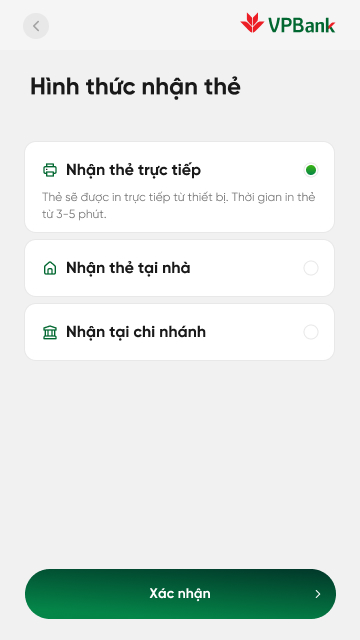 VPBank
Hình thức nhận thẻ
Nhận thẻ trực tiếp
Thẻ sẽ được in trực tiếp từ thiết bị. Thời gian in thẻ
từ 3-5 phút.
Nhận thẻ tại nhà
Nhận tại chi nhánh
Xác nhận